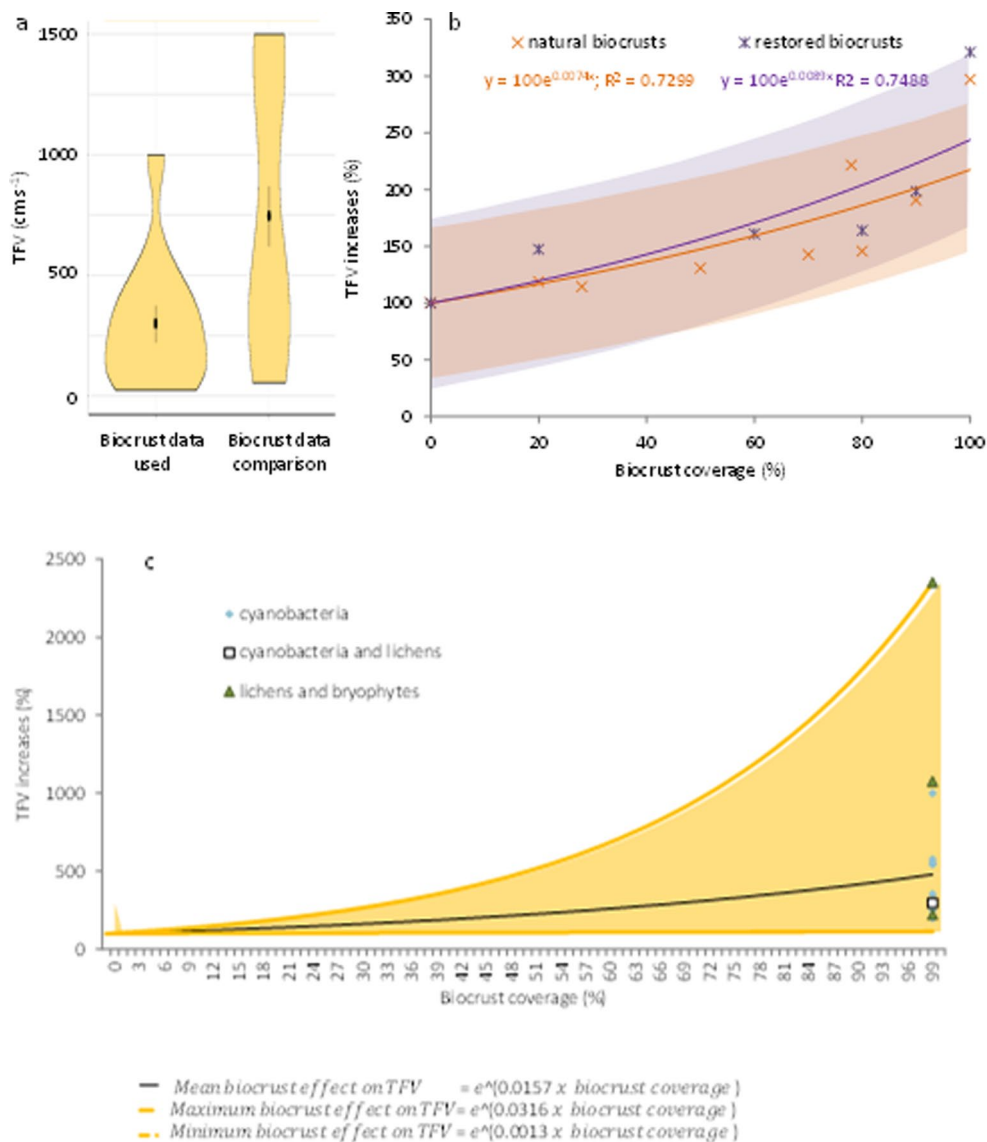 a
1500
1000
500
0
TFV (cm s⁻¹)
Biocrust data used
Biocrust data comparison
b
350
300
250
200
150
100
50
0
TFV increases (%)
natural biocrusts
restored biocrusts
y = 100e^0.0074x; R² = 0.7299
y = 100e^0.0089x R2 = 0.7488
0 20 40 60 80 100
Biocrust coverage (%)
c
2500
2000
1500
1000
500
0
TFV increases (%)
cyanobacteria
cyanobacteria and lichens
lichens and bryophytes
0 3 6 9 12 15 18 21 24 27 30 33 36 39 42 45 48 51 54 57 60 63 66 69 72 75 78 81 84 87 90 93 96 99
Biocrust coverage (%)
Mean biocrust effect on TFV = e^(0.0157 x biocrust coverage )
Maximum biocrust effect on TFV = e^(0.0316 x biocrust coverage )
Minimum biocrust effect on TFV = e^(0.0013 x biocrust coverage )